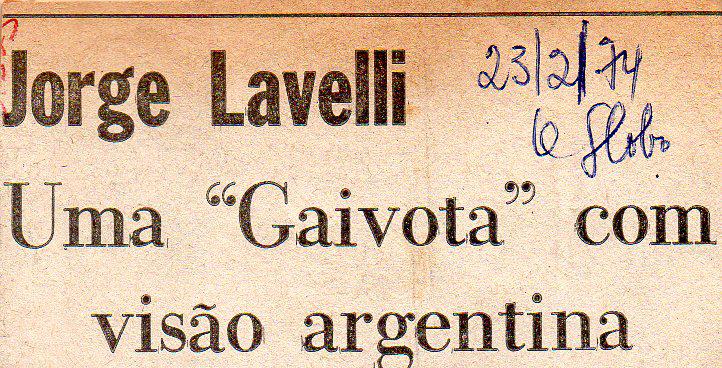 Jorge Lavelli
23/2/74
O Globo
Uma “Gaivota” com
visão argentina